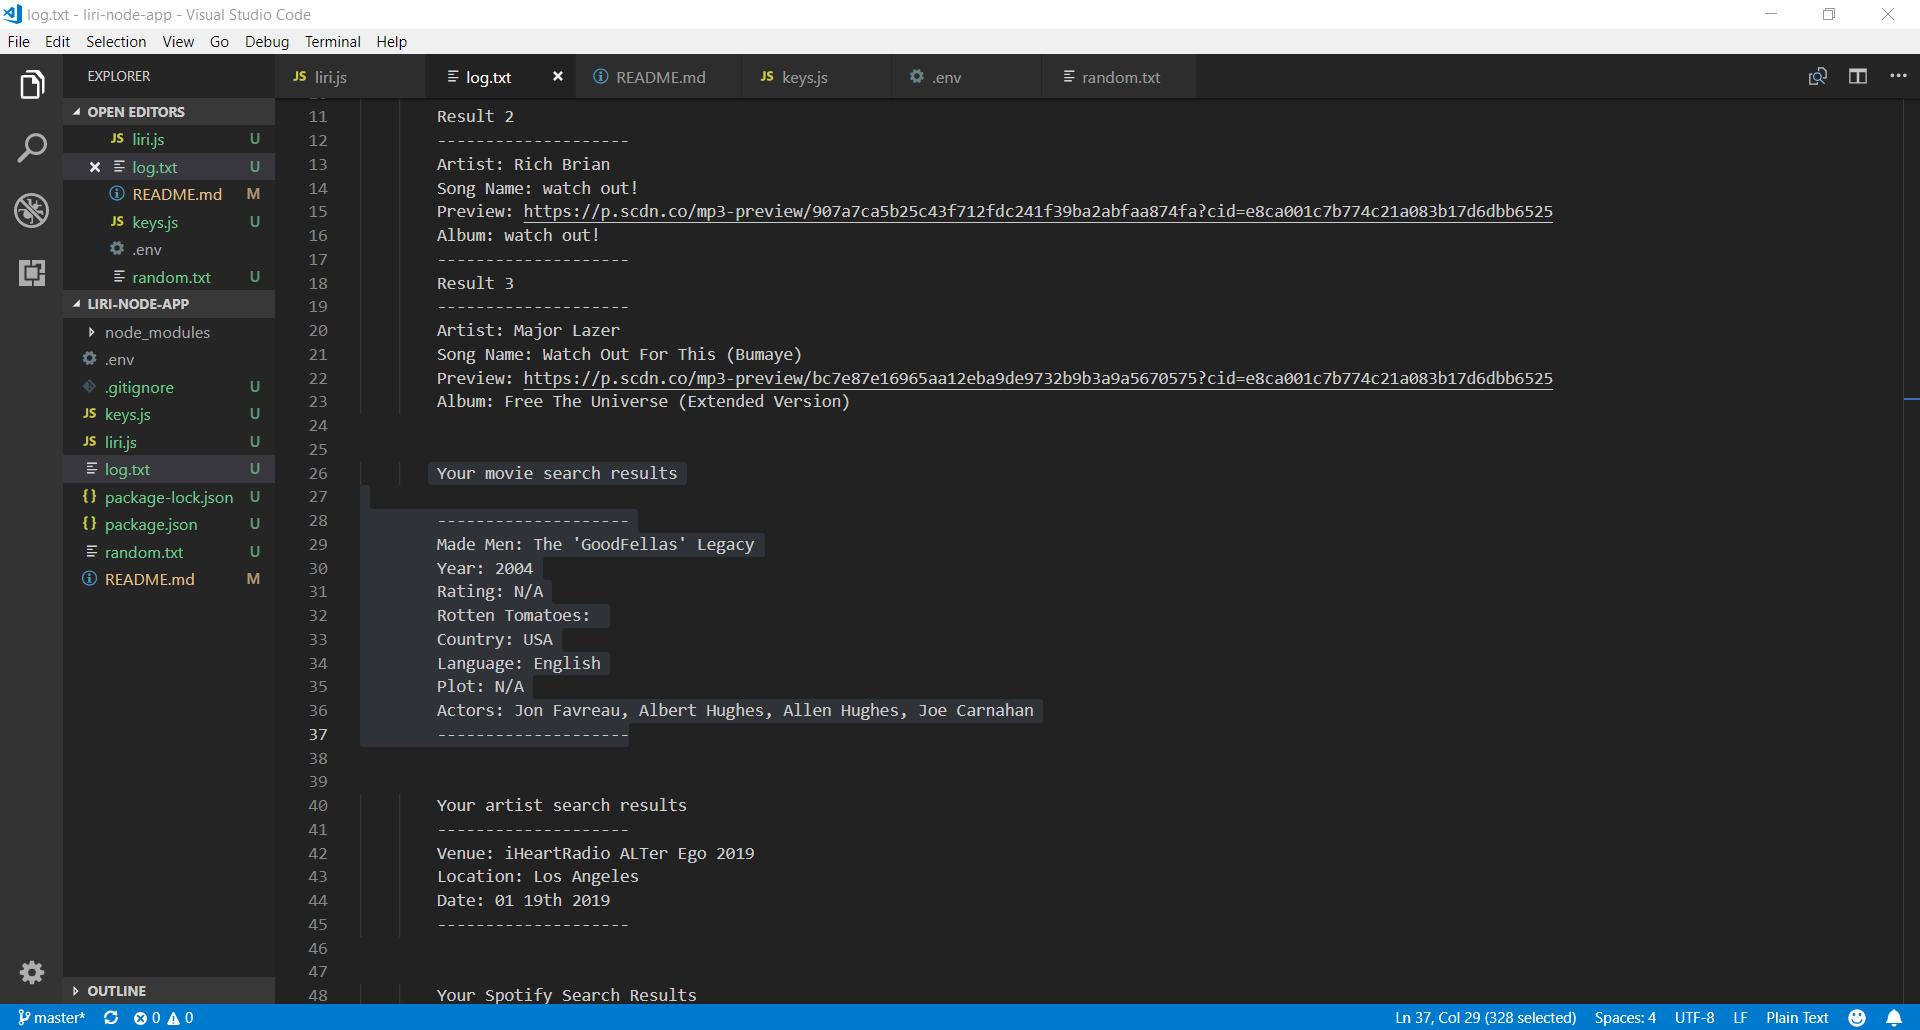 log.txt - liri-node-app - Visual Studio Code
File Edit Selection View Go Debug Terminal Help
EXPLORER
OPEN EDITORS
JS liri.js U
log.txt U
README.md M
JS keys.js U
.env
random.txt U
LIRI-NODE-APP
node_modules
.env
.gitignore U
JS keys.js U
JS liri.js U
log.txt U
{} package-lock.json U
{} package.json U
random.txt U
README.md M
OUTLINE
JS liri.js log.txt README.md JS keys.js .env random.txt
11 Result 2
12 --------------------
13 Artist: Rich Brian
14 Song Name: watch out!
15 Preview: https://p.scdn.co/mp3-preview/907a7ca5b25c43f712fdc241f39ba2abfaa874fa?cid=e8ca001c7b774c21a083b17d6dbb6525
16 Album: watch out!
17 --------------------
18 Result 3
19 --------------------
20 Artist: Major Lazer
21 Song Name: Watch Out For This (Bumaye)
22 Preview: https://p.scdn.co/mp3-preview/bc7e87e16965aa12eba9de9732b9b3a9a5670575?cid=e8ca001c7b774c21a083b17d6dbb6525
23 Album: Free The Universe (Extended Version)
24
25
26 Your movie search results
27
28 --------------------
29 Made Men: The 'GoodFellas' Legacy
30 Year: 2004
31 Rating: N/A
32 Rotten Tomatoes:
33 Country: USA
34 Language: English
35 Plot: N/A
36 Actors: Jon Favreau, Albert Hughes, Allen Hughes, Joe Carnahan
37 --------------------
38
39
40 Your artist search results
41 --------------------
42 Venue: iHeartRadio ALTer Ego 2019
43 Location: Los Angeles
44 Date: 01 19th 2019
45 --------------------
46
47
48 Your Spotify Search Results
master* 0 0 Ln 37, Col 29 (328 selected) Spaces: 4 UTF-8 LF Plain Text